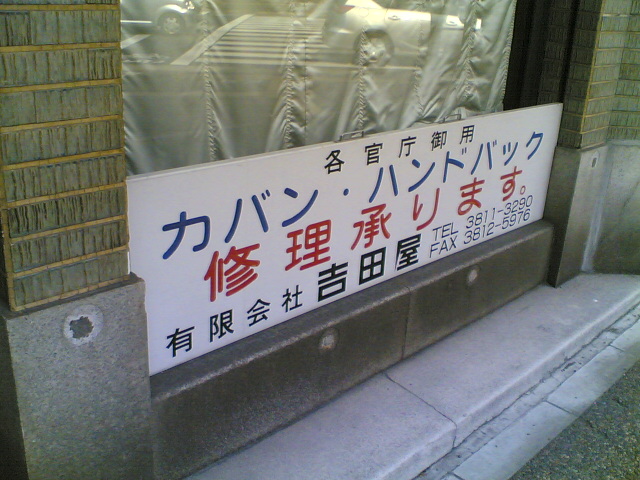 各官庁御用
カバン・ハンドバック
修理承ります。
有限会社 吉田屋 TEL 3811-3290
FAX 3812-5976